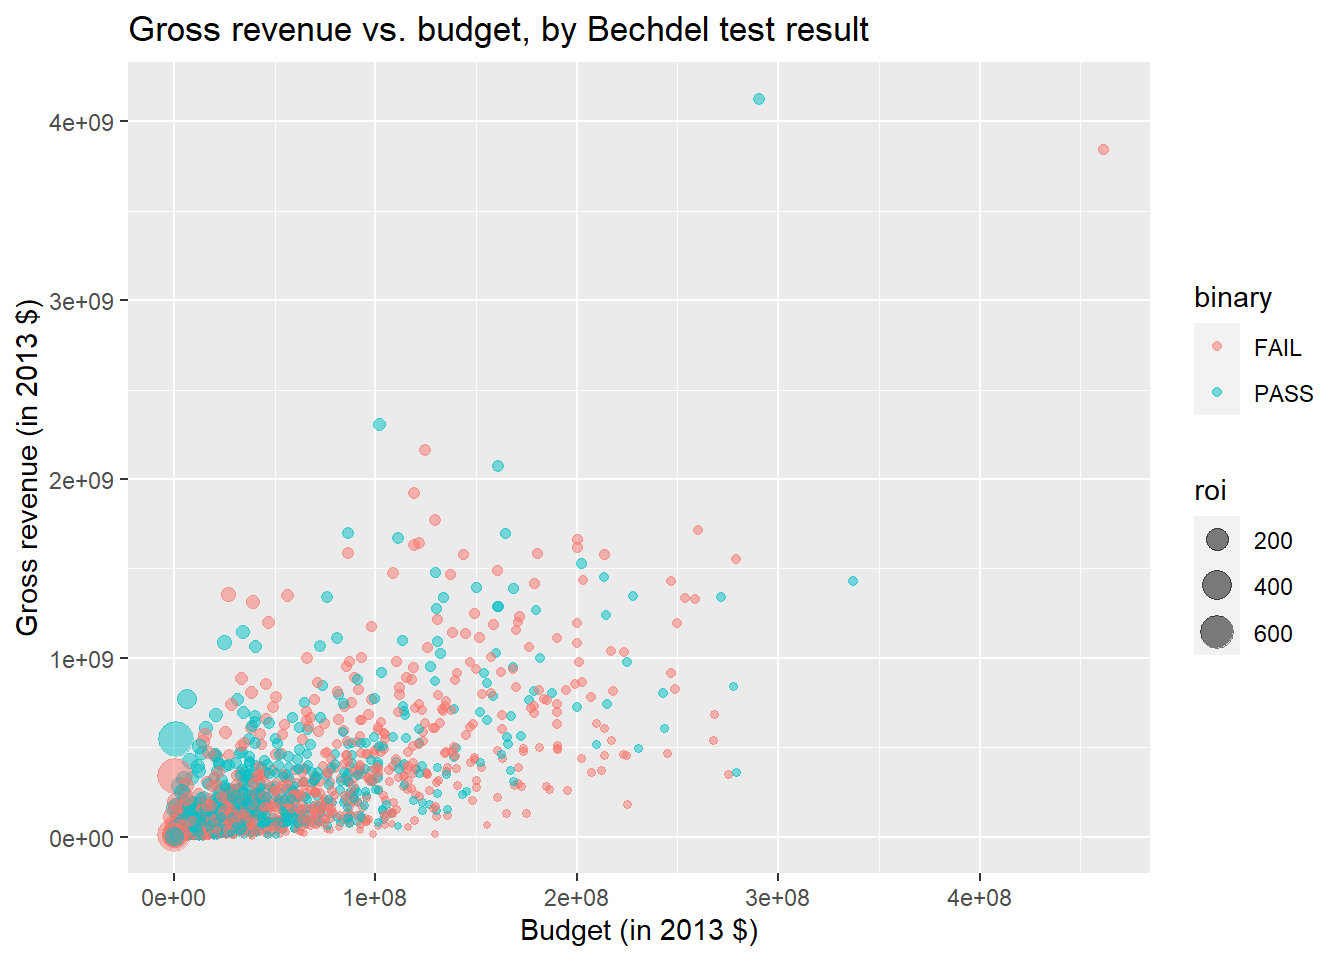 Gross revenue vs. budget, by Bechdel test result
Gross revenue (in 2013 $)
4e+09
3e+09
2e+09
1e+09
0e+00
0e+00 1e+08 2e+08 3e+08 4e+08
Budget (in 2013 $)
binary
FAIL
PASS
roi
200
400
600